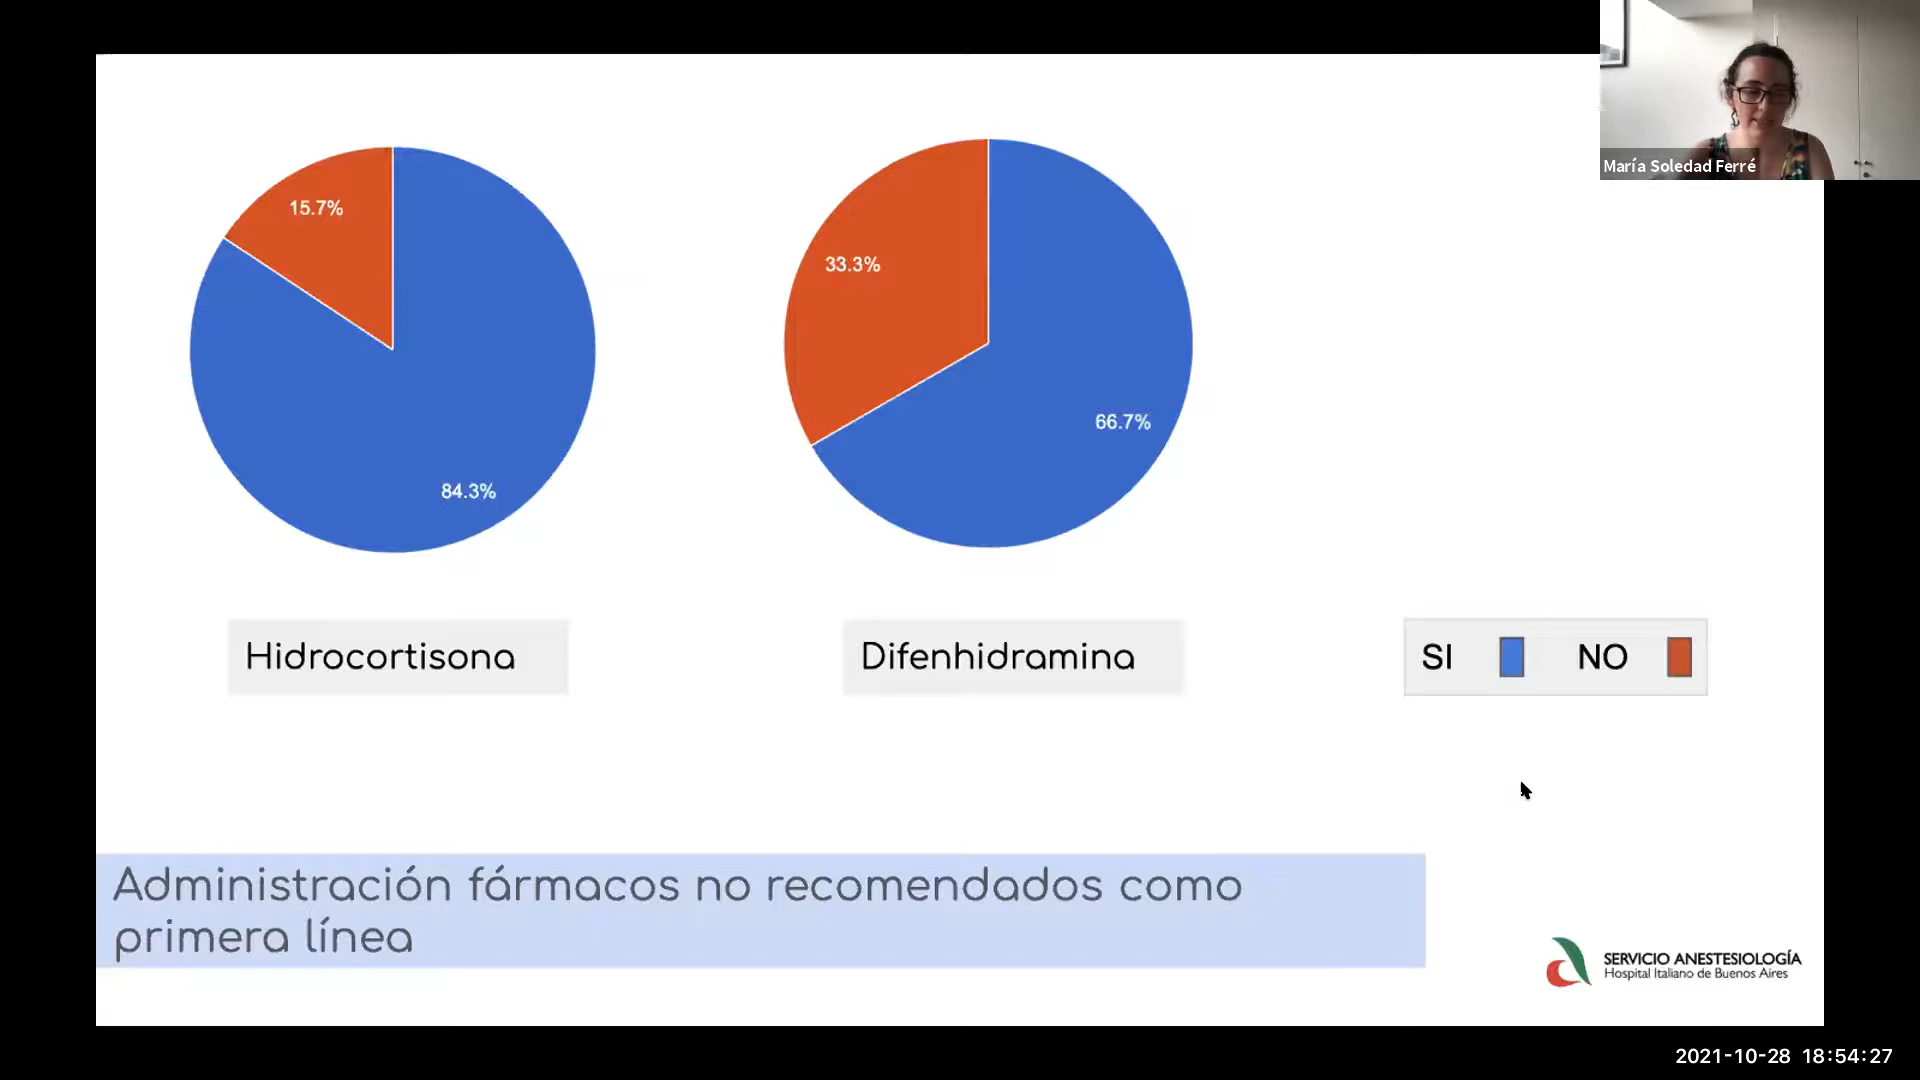 María Soledad Ferré
15.7%
84.3%
33.3%
66.7%
Hidrocortisona
Difenhidramina
SI NO
Administración fármacos no recomendados como
primera línea
SERVICIO ANESTESIOLOGÍA
Hospital Italiano de Buenos Aires
2021-10-28 18:54:27